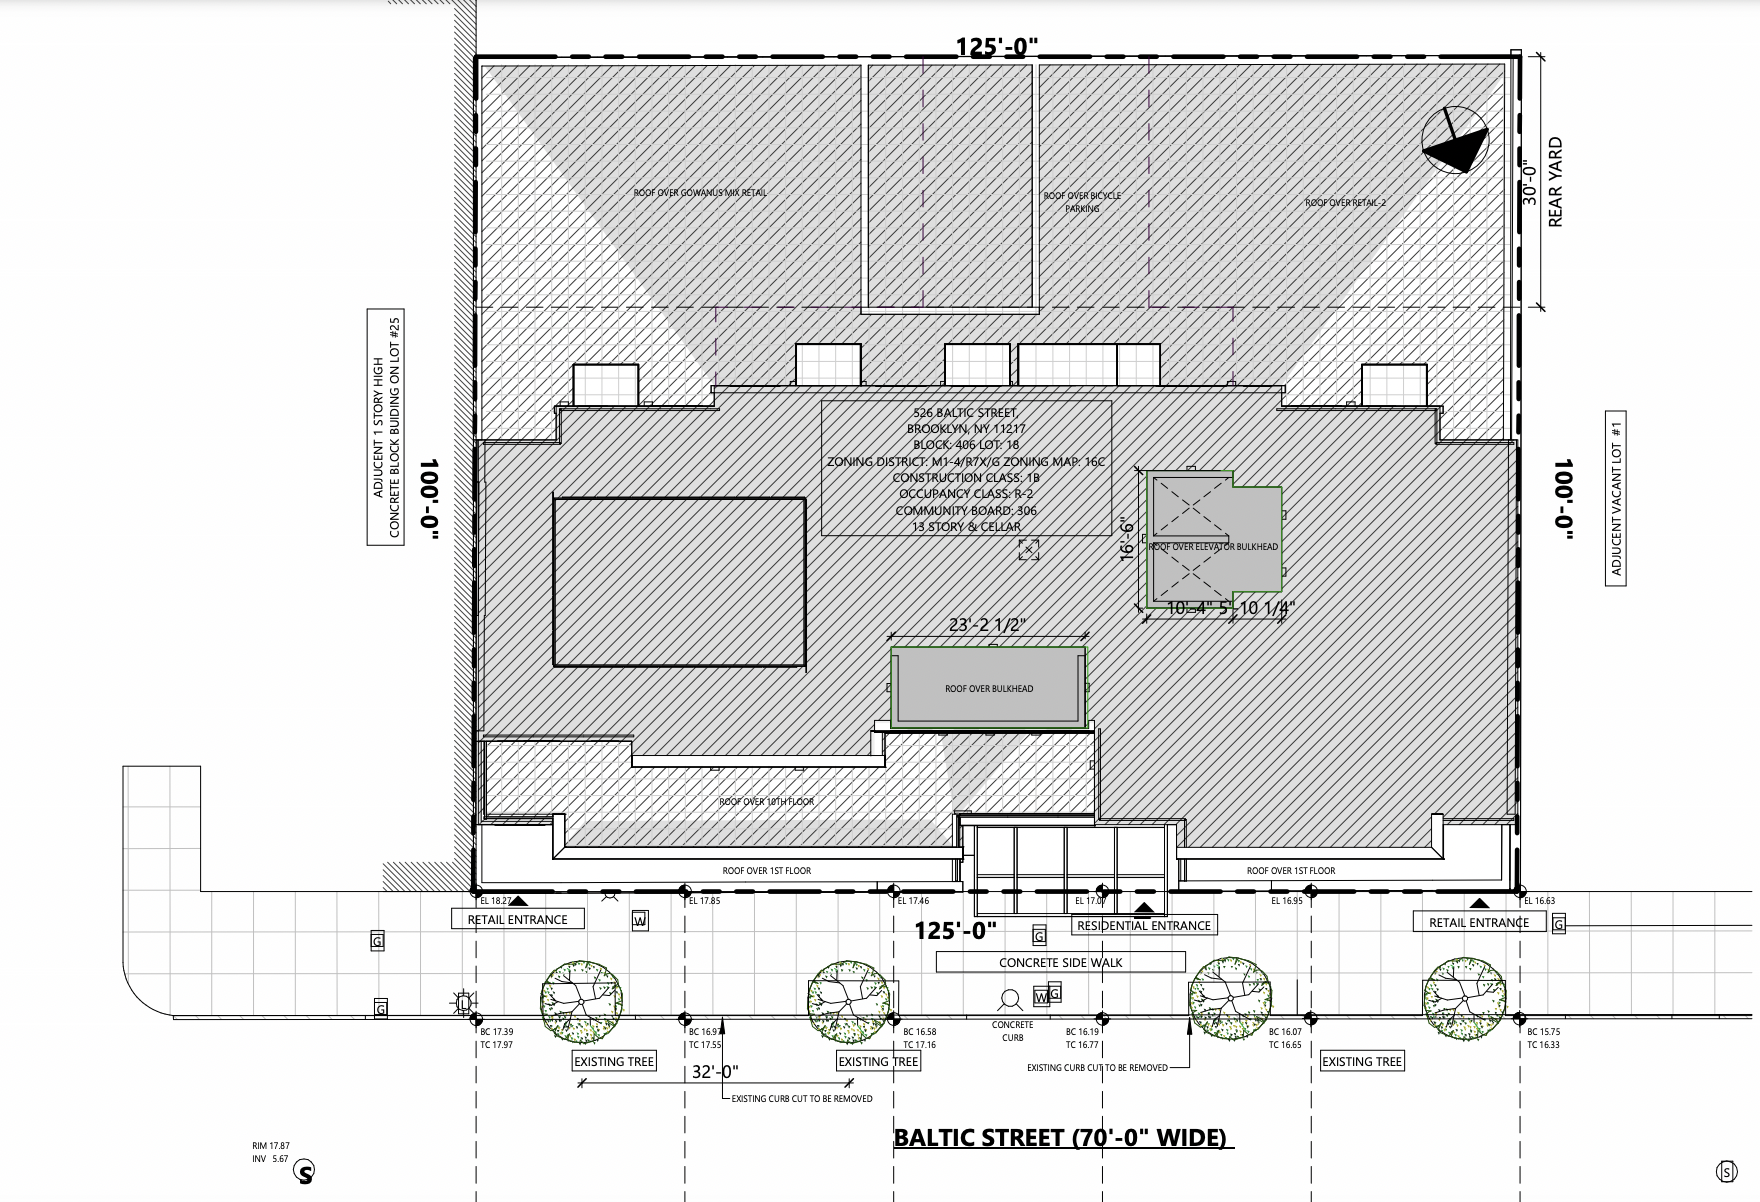 125'-0"
30'-0"
REAR YARD
ROOF OVER GOWANUS MIX RETAIL
ROOF OVER BICYCLE
PARKING
ROOF OVER RETAIL-2
ADJUCENT 1 STORY HIGH
CONCRETE BLOCK BUIDING ON LOT #25
100'-0"
526 BALTIC STREET,
BROOKLYN, NY 11217
BLOCK: 406 LOT: 18
ZONING DISTRICT: M1-4/R7X/G ZONING MAP: 16C
CONSTRUCTION CLASS: 1B
OCCUPANCY CLASS: R-2
COMMUNITY BOARD: 306
13 STORY & CELLAR
16'-6"
ROOF OVER ELEVATOR BULKHEAD
10'-4" 5'-10 1/4"
100'-0"
ADJUCENT VACANT LOT #1
23'-2 1/2"
ROOF OVER BULKHEAD
ROOF OVER 10TH FLOOR
ROOF OVER 1ST FLOOR
ROOF OVER 1ST FLOOR
EL 18.27
EL 17.85
EL 17.46
EL 17.07
EL 16.95
EL 16.63
RETAIL ENTRANCE
W
125'-0"
RESIDENTIAL ENTRANCE
RETAIL ENTRANCE
G
G
G
CONCRETE SIDE WALK
G
L
W
G
CONCRETE
CURB
BC 17.39
TC 17.97
BC 16.97
TC 17.55
BC 16.58
TC 17.16
BC 16.19
TC 16.77
BC 16.07
TC 16.65
BC 15.75
TC 16.33
EXISTING TREE
EXISTING TREE
EXISTING TREE
EXISTING CURB CUT TO BE REMOVED
32'-0"
EXISTING CURB CUT TO BE REMOVED
BALTIC STREET (70'-0" WIDE)
RIM 17.87
INV 5.67
S
S